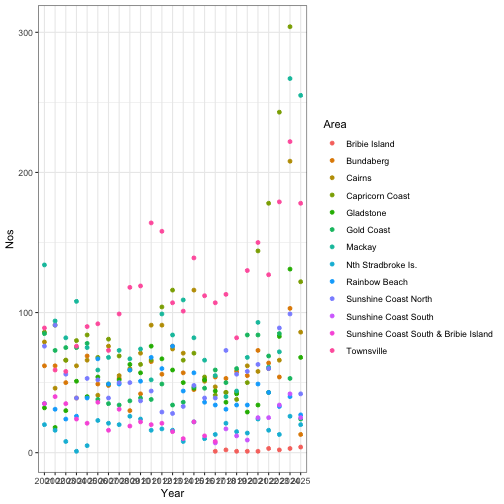 300
200
100
0
Nos
Year
Area
Bribie Island
Bundaberg
Cairns
Capricorn Coast
Gladstone
Gold Coast
Mackay
Nth Stradbroke Is.
Rainbow Beach
Sunshine Coast North
Sunshine Coast South
Sunshine Coast South & Bribie Island
Townsville